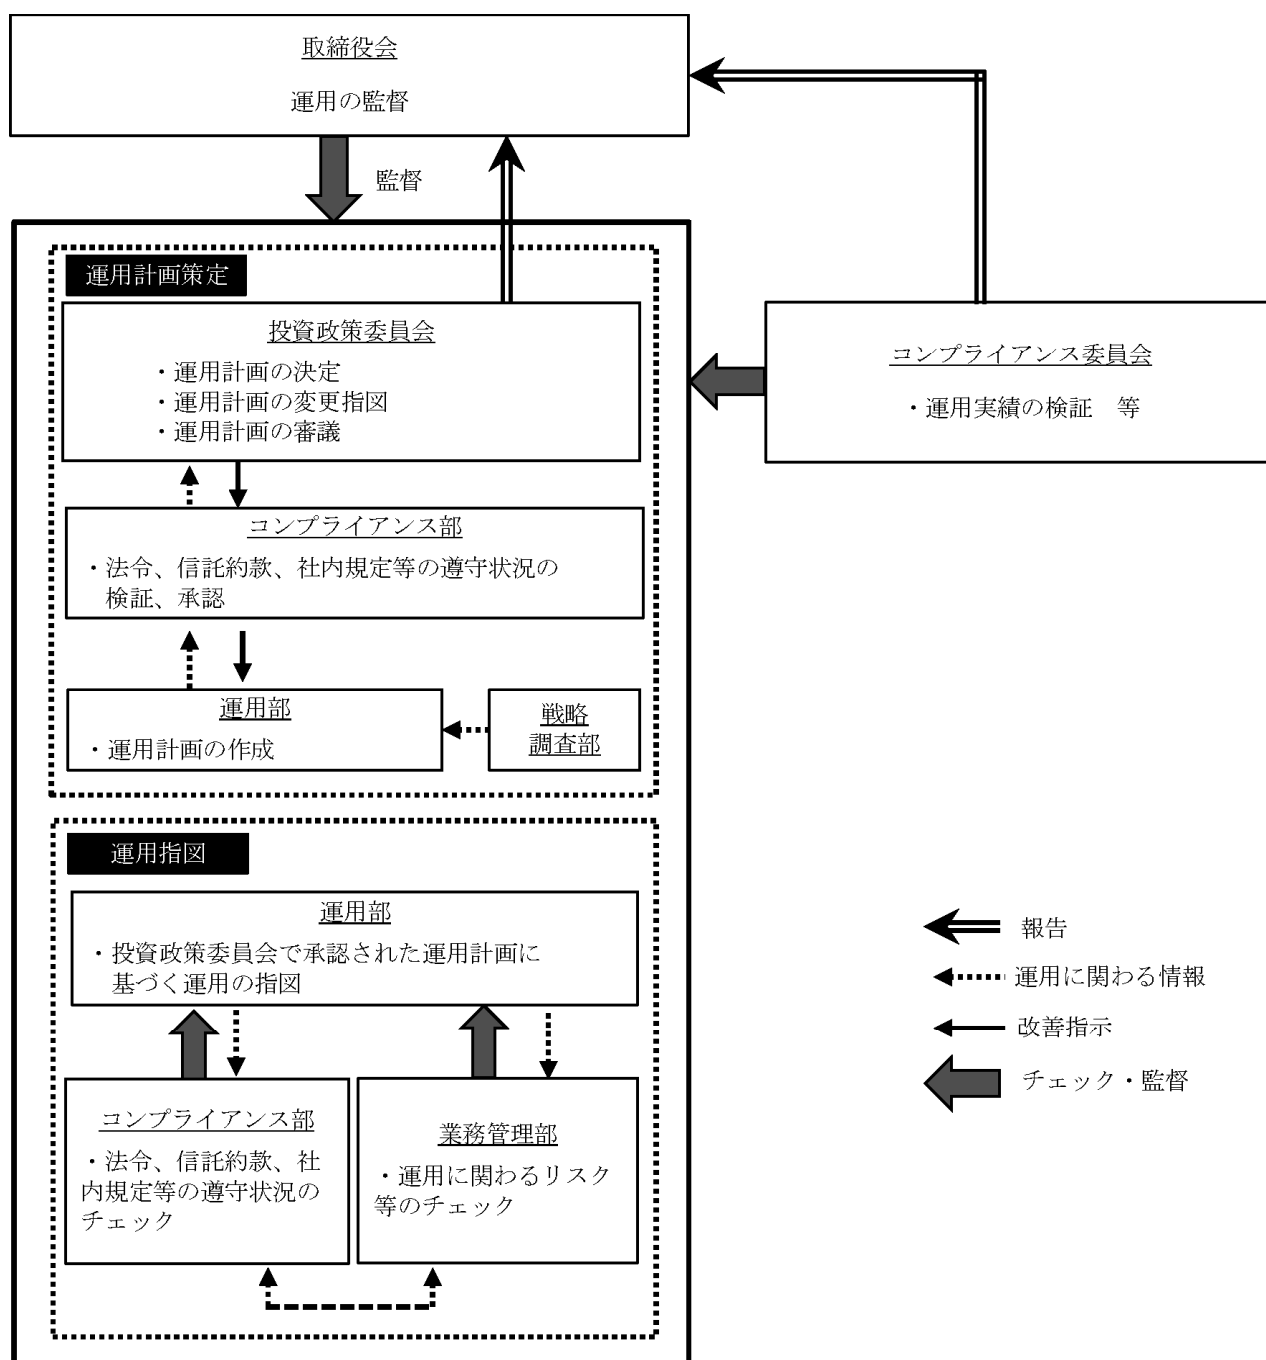 取締役会
運用の監督
監督
運用計画策定
投資政策委員会
・運用計画の決定
・運用計画の変更指図
・運用計画の審議
コンプライアンス委員会
・運用実績の検証　等
コンプライアンス部
・法令、信託約款、社内規定等の遵守状況の
検証、承認
運用部
・運用計画の作成
戦略
調査部
運用指図
運用部
・投資政策委員会で承認された運用計画に
基づく運用の指図
コンプライアンス部
・法令、信託約款、社
内規定等の遵守状況の
チェック
業務管理部
・運用に関わるリスク
等のチェック
報告
運用に関わる情報
改善指示
チェック・監督